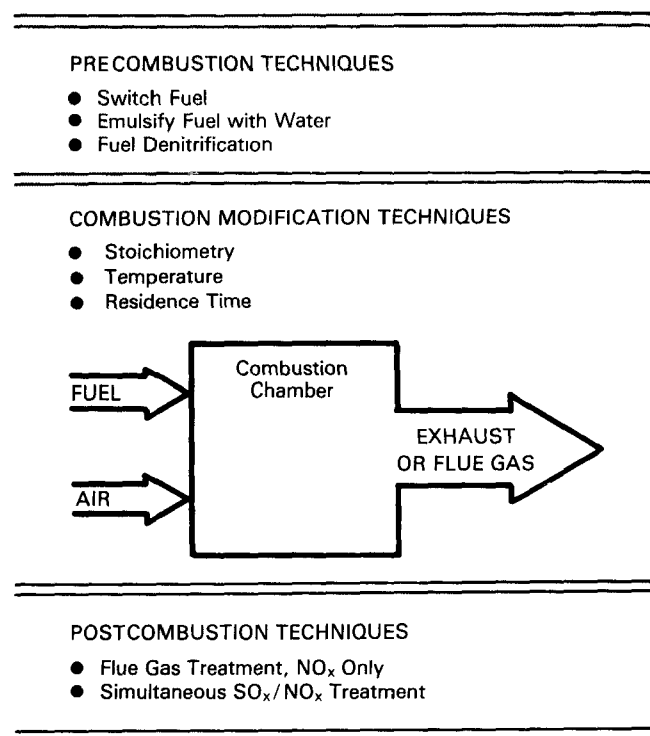 PRECOMBUSTION TECHNIQUES
● Switch Fuel
● Emulsify Fuel with Water
● Fuel Denitrification
COMBUSTION MODIFICATION TECHNIQUES
● Stoichiometry
● Temperature
● Residence Time
Combustion
Chamber
FUEL
EXHAUST
OR FLUE GAS
AIR
POSTCOMBUSTION TECHNIQUES
● Flue Gas Treatment, NOₓ Only
● Simultaneous SOₓ/NOₓ Treatment